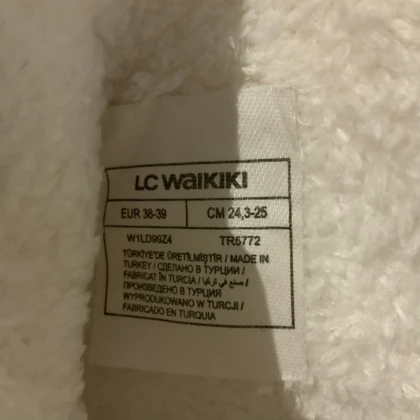 LC WAIKIKI
EUR 38-39 CM 24,3-25
W1LD99Z4 TR5772
TÜRKİYE'DE ÜRETİLMİŞTİR / MADE IN
TURKEY / СДЕЛАНО В ТУРЦИИ /
FABRICAT ÎN TURCIA / صنع في تركيا /
ПРОИЗВЕДЕНО В ТУРЦИЯ
WYPRODUKOWANO W TURCJI /
FABRICADO EN TURQUIA